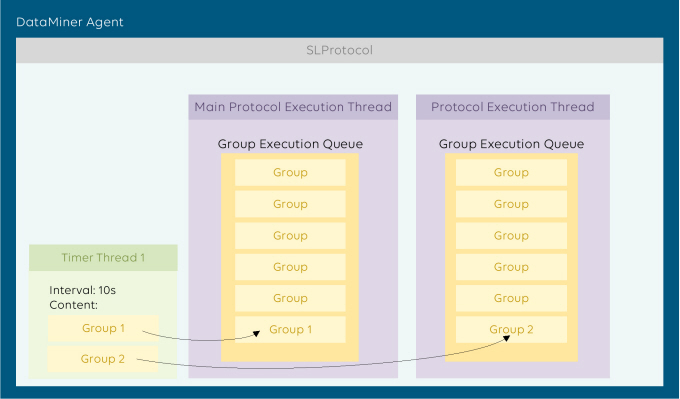 DataMiner Agent
SLProtocol
Main Protocol Execution Thread
Group Execution Queue
Group
Group
Group
Group
Group
Group 1
Protocol Execution Thread
Group Execution Queue
Group
Group
Group
Group
Group
Group 2
Timer Thread 1
Interval: 10s
Content:
Group 1
Group 2